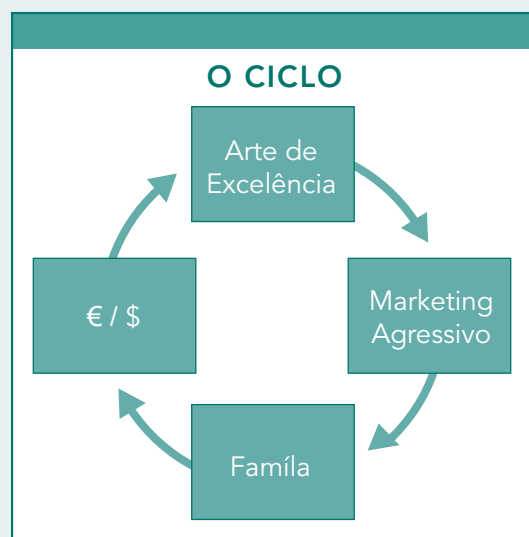 O CICLO
Arte de
Excelência
Marketing
Agressivo
Famíla
€ / $